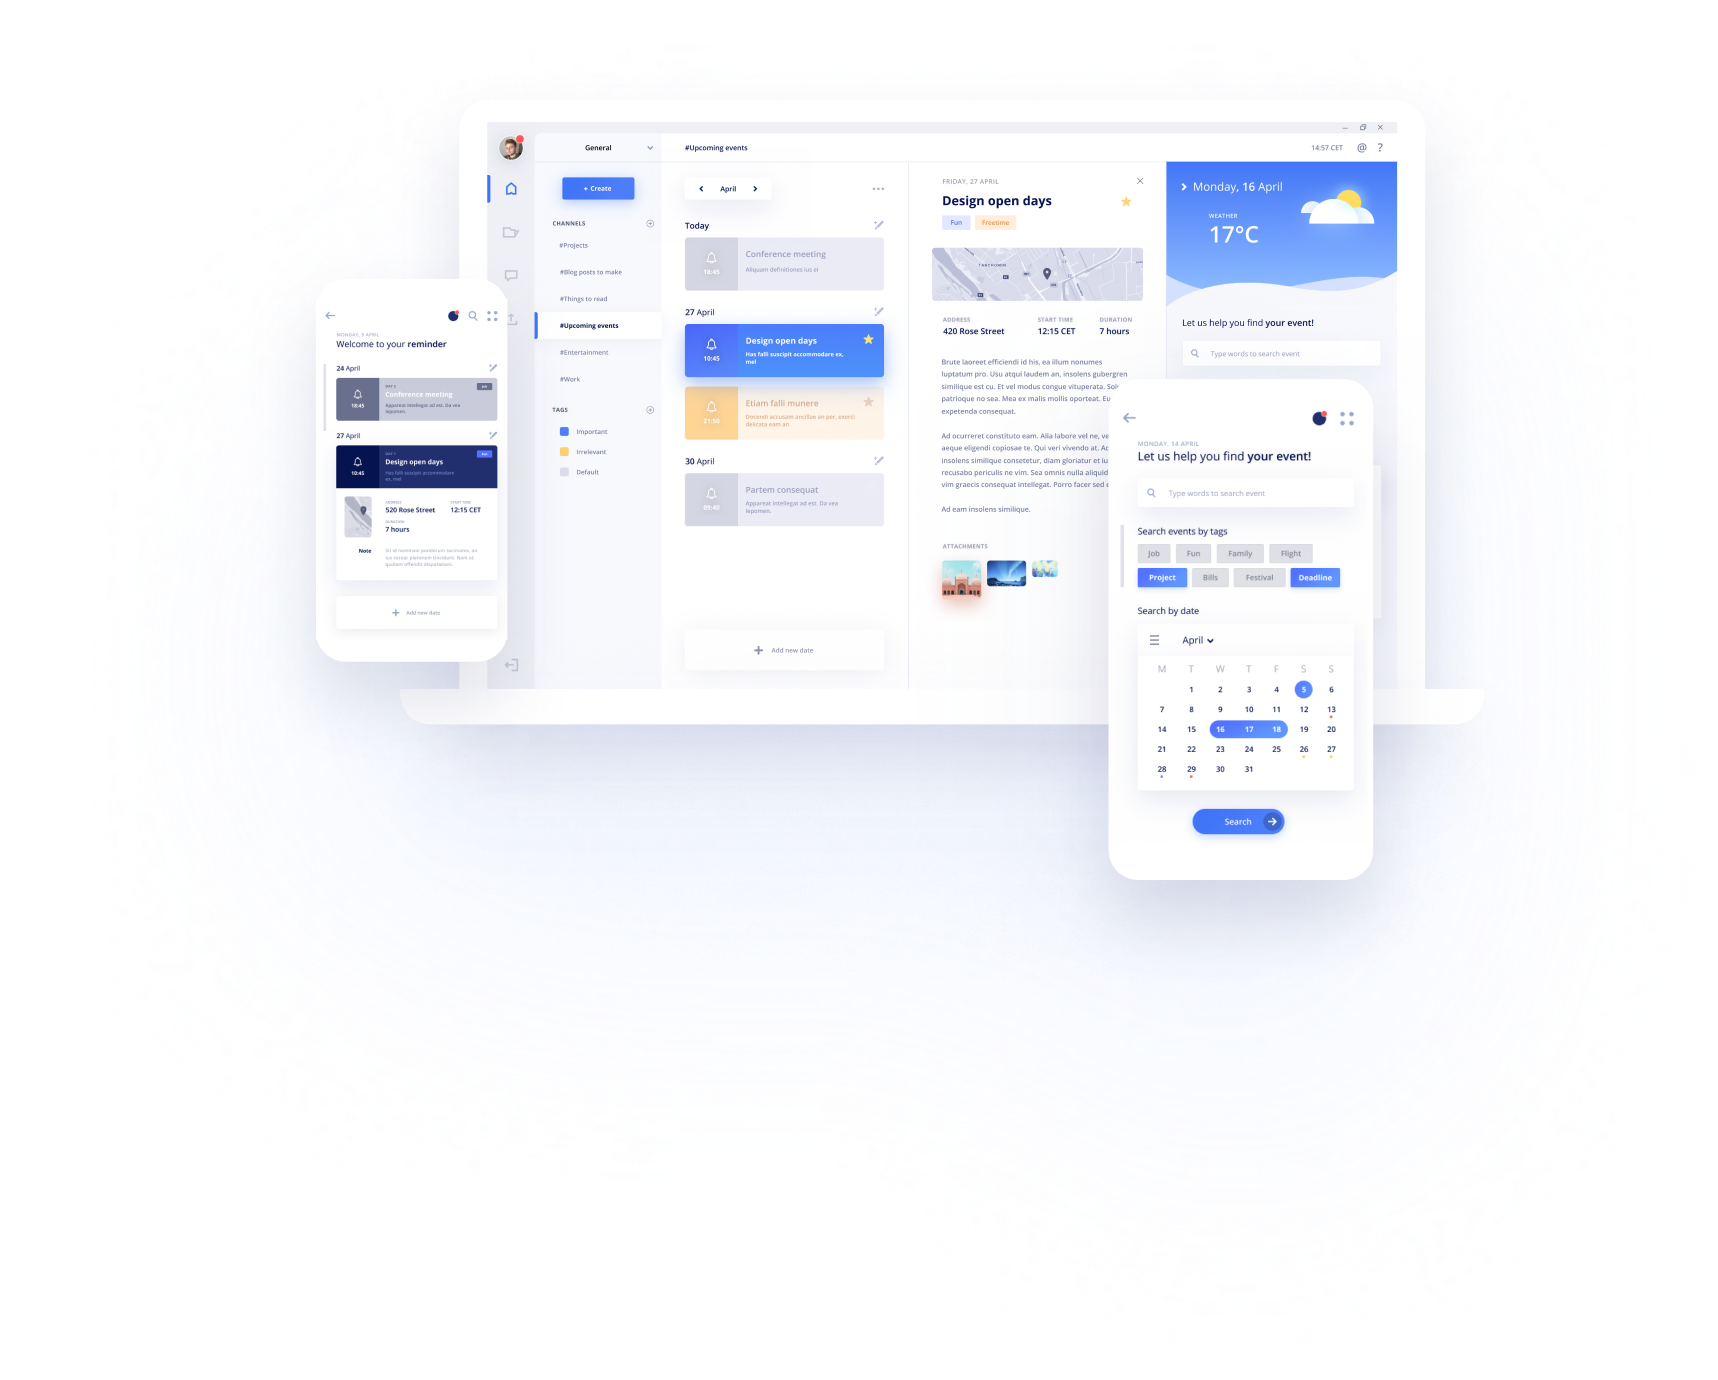 General
#Upcoming events
14:57 CET
@
?
+ Create
CHANNELS
#Projects
#Blog posts to make
#Things to read
#Upcoming events
#Entertainment
#Work
TAGS
Important
Irrelevant
Default
April
Today
18:45
Conference meeting
Aliquam definitiones ius ei
27 April
10:45
Design open days
Has falli suscipit accommodare ex,
mel
21:50
Etiam falli munere
Docendi accusam ancillae an per, exerci
delicata eam an
30 April
09:40
Partem consequat
Appareat intellegat ad est. Da vea
lepomen.
+ Add new date
FRIDAY, 27 APRIL
Design open days
Fun
Freetime
ADDRESS
START TIME
DURATION
420 Rose Street
12:15 CET
7 hours
Brute laoreet efficiendi id his, ea illum nonumes
luptatum pro. Usu atqui laudem an, insolens gubergren
similique est cu. Et vel modus congue vituperata. Sol
patrioque no sea. Mea ex malis mollis oporteat. Eu
expetenda consequat.
Ad ocurreret constituto eam. Alia labore vel ne, ve
aeque eligendi copiosae te. Qui veri vivendo at. Ac
insolens similique consetetur, diam gloriatur et iu
recusabo periculis ne vim. Sea omnis nulla aliquid
vim graecis consequat intellegat. Porro facer sed e
Ad eam insolens similique.
ATTACHMENTS
Monday, 16 April
WEATHER
17°C
Let us help you find your event!
Type words to search event
MONDAY, 5 APRIL
Welcome to your reminder
24 April
18:45
DAY 5
Conference meeting
Appareat intellegat ad est. Da vea
lepomen.
27 April
10:45
DAY 1
Fun
Design open days
Has falli suscipit accommodare
ex, mel
ADDRESS
START TIME
520 Rose Street
12:15 CET
DURATION
7 hours
Note
+ Add new date
MONDAY, 14 APRIL
Let us help you find your event!
Type words to search event
Search events by tags
Job
Fun
Family
Flight
Project
Bills
Festival
Deadline
Search by date
April
M T W T F S S
1 2 3 4 5 6
7 8 9 10 11 12 13
14 15 16 17 18 19 20
21 22 23 24 25 26 27
28 29 30 31
Search